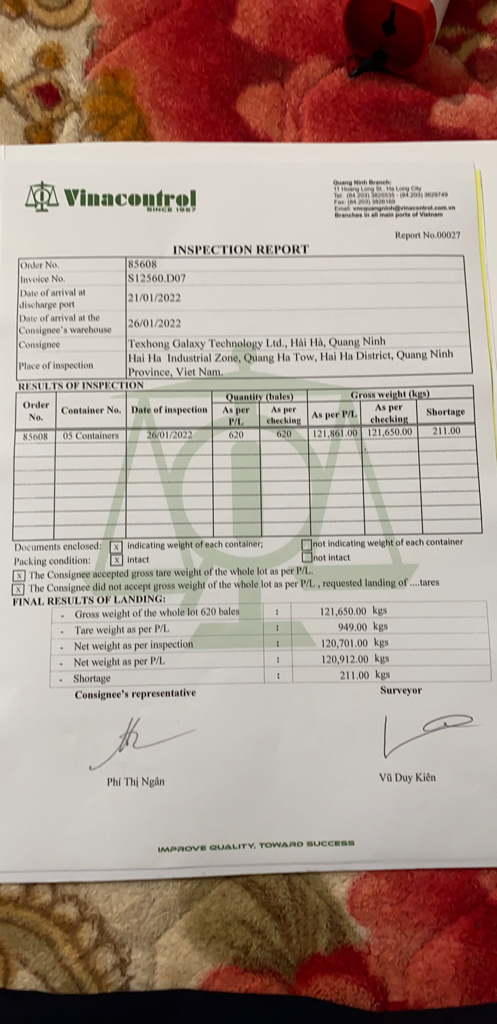 Vinacontrol
SINCE 1957
Quang Ninh Branch:
11 Hoang Long St., Ha Long City
Branches in all main ports of Vietnam
Report No.00027
INSPECTION REPORT
Order No. 85608
Invoice No. S12560.D07
Date of arrival at discharge port 21/01/2022
Date of arrival at the Consignee's warehouse 26/01/2022
Consignee Texhong Galaxy Technology Ltd., Hải Hà, Quang Ninh
Place of inspection Hai Ha Industrial Zone, Quang Ha Tow, Hai Ha District, Quang Ninh
Province, Viet Nam.
RESULTS OF INSPECTION
Order No. Container No. Date of inspection Quantity (bales) Gross weight (kgs)
As per P/L As per checking As per P/L As per checking Shortage
85608 05 Containers 26/01/2022 620 620 121,861.00 121,650.00 211.00
Documents enclosed: x indicating weight of each container; not indicating weight of each container
Packing condition: x intact not intact
x The Consignee accepted gross tare weight of the whole lot as per P/L.
x The Consignee did not accept gross weight of the whole lot as per P/L , requested landing of ....tares
FINAL RESULTS OF LANDING:
- Gross weight of the whole lot 620 bales : 121,650.00 kgs
- Tare weight as per P/L : 949.00 kgs
- Net weight as per inspection : 120,701.00 kgs
- Net weight as per P/L : 120,912.00 kgs
- Shortage : 211.00 kgs
Consignee's representative Surveyor
Phí Thị Ngân Vũ Duy Kiên
IMPROVE QUALITY, TOWARD SUCCESS